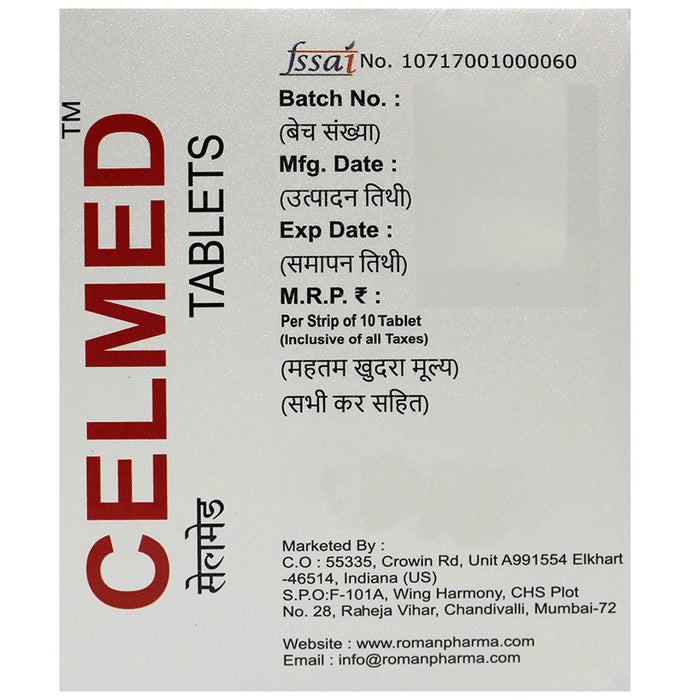 CELMED™
TABLETS
सेलमेड
fssai No. 10717001000060
Batch No. :
(बेच संख्या)
Mfg. Date :
(उत्पादन तिथी)
Exp Date :
(समापन तिथी)
M.R.P. ₹ :
Per Strip of 10 Tablet
(Inclusive of all Taxes)
(महतम खुदरा मूल्य)
(सभी कर सहित)
Marketed By :
C.O : 55335, Crowin Rd, Unit A991554 Elkhart
-46514, Indiana (US)
S.P.O:F-101A, Wing Harmony, CHS Plot
No. 28, Raheja Vihar, Chandivalli, Mumbai-72
Website : www.romanpharma.com
Email : info@romanpharma.com